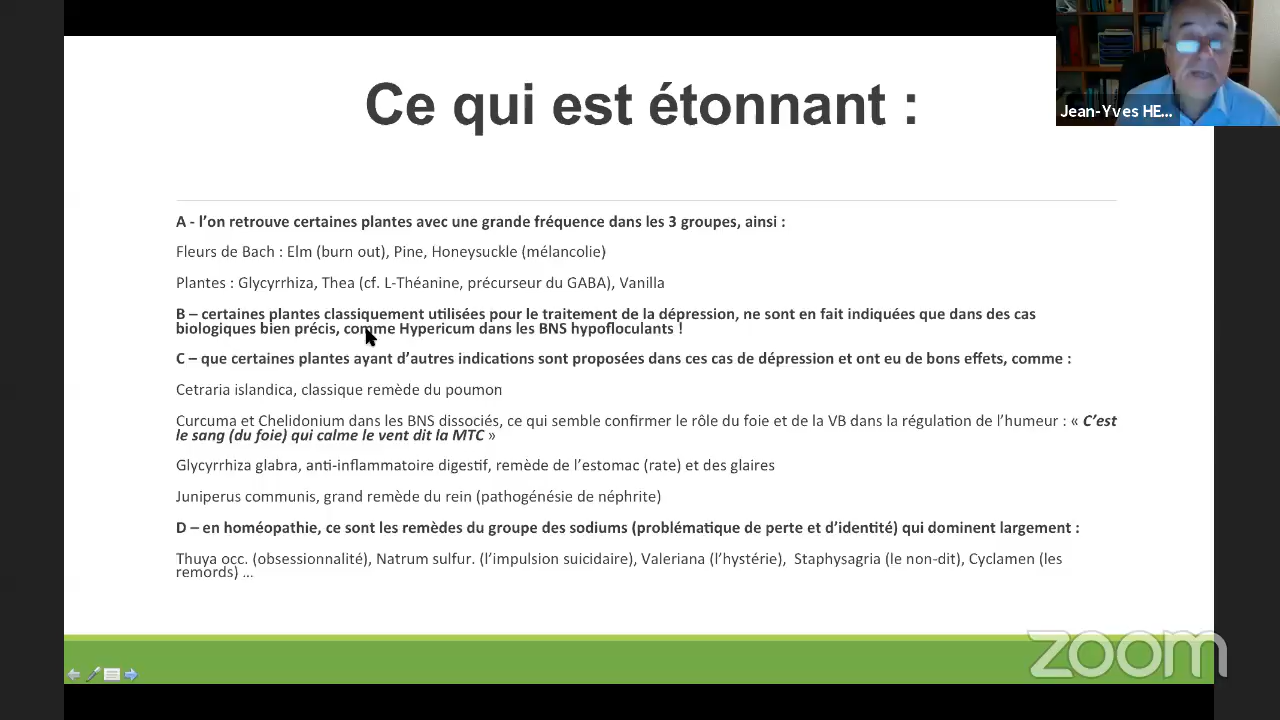 Ce qui est étonnant :
Jean-Yves HE...
A - l’on retrouve certaines plantes avec une grande fréquence dans les 3 groupes, ainsi :
Fleurs de Bach : Elm (burn out), Pine, Honeysuckle (mélancolie)
Plantes : Glycyrrhiza, Thea (cf. L-Théanine, précurseur du GABA), Vanilla
B – certaines plantes classiquement utilisées pour le traitement de la dépression, ne sont en fait indiquées que dans des cas
biologiques bien précis, comme Hypericum dans les BNS hypofloculants !
C – que certaines plantes ayant d’autres indications sont proposées dans ces cas de dépression et ont eu de bons effets, comme :
Cetraria islandica, classique remède du poumon
Curcuma et Chelidonium dans les BNS dissociés, ce qui semble confirmer le rôle du foie et de la VB dans la régulation de l’humeur : « C’est
le sang (du foie) qui calme le vent dit la MTC »
Glycyrrhiza glabra, anti-inflammatoire digestif, remède de l’estomac (rate) et des glaires
Juniperus communis, grand remède du rein (pathogénésie de néphrite)
D – en homéopathie, ce sont les remèdes du groupe des sodiums (problématique de perte et d’identité) qui dominent largement :
Thuya occ. (obsessionnalité), Natrum sulfur. (l’impulsion suicidaire), Valeriana (l’hystérie), Staphysagria (le non-dit), Cyclamen (les
remords) ...
zoom